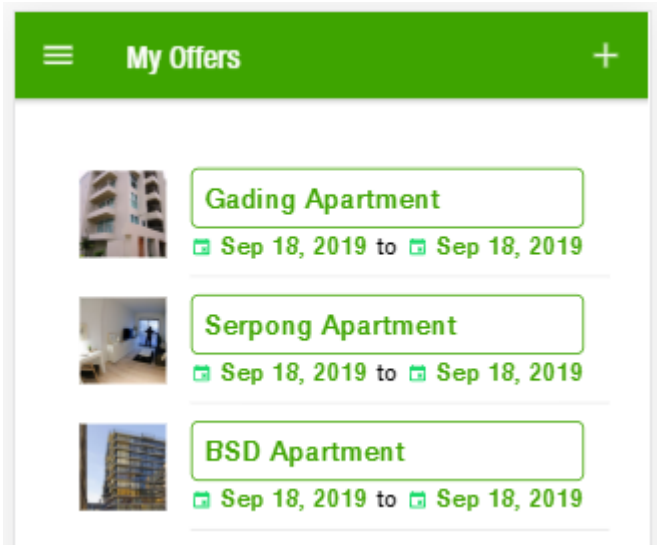 My Offers
Gading Apartment
Sep 18, 2019 to Sep 18, 2019
Serpong Apartment
Sep 18, 2019 to Sep 18, 2019
BSD Apartment
Sep 18, 2019 to Sep 18, 2019